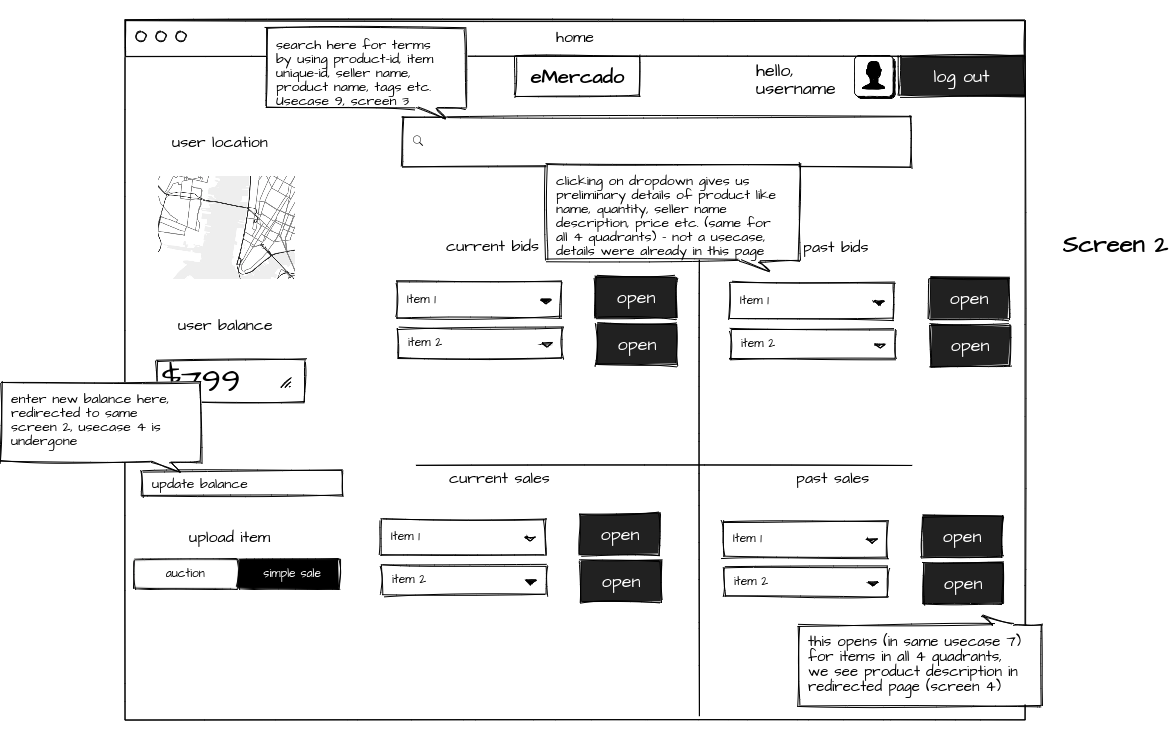 home
search here for terms
by using product-id, item
unique-id, seller name,
product name, tags etc.
Usecase 9, screen 3
eMercado
hello,
username
log out
user location
clicking on dropdown gives us
preliminary details of product like
name, quantity, seller name
description, price etc. (same for
all 4 quadrants) - not a usecase,
details were already in this page
current bids
past bids
Screen 2
Item 1
open
Item 1
open
item 2
open
item 2
open
user balance
$799
enter new balance here,
redirected to same
screen 2, usecase 4 is
undergone
update balance
current sales
past sales
upload item
auction
simple sale
Item 1
open
Item 1
open
item 2
open
item 2
open
this opens (in same usecase 7)
for items in all 4 quadrants,
we see product description in
redirected page (screen 4)